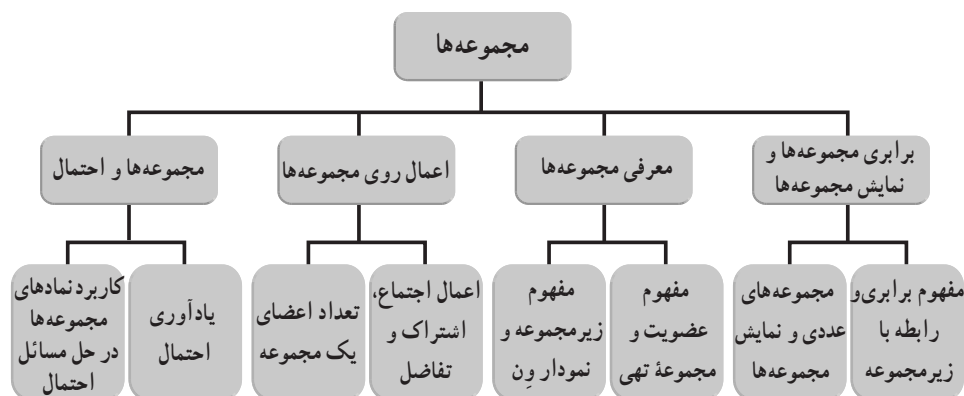 مجموعه‌ها
برابری مجموعه‌ها و
نمایش مجموعه‌ها
معرفی مجموعه‌ها
اعمال روی مجموعه‌ها
مجموعه‌ها و احتمال
مفهوم برابری و
رابطه با
زیرمجموعه
مجموعه‌های
عددی و نمایش
مجموعه‌ها
مفهوم
عضویت و
مجموعهٔ تهی
مفهوم
زیرمجموعه و
نمودار وِن
اعمال اجتماع،
اشتراک و
تفاضل
تعداد اعضای
یک مجموعه
یادآوری
احتمال
کاربرد نمادهای
مجموعه‌ها
در حل مسائل
احتمال